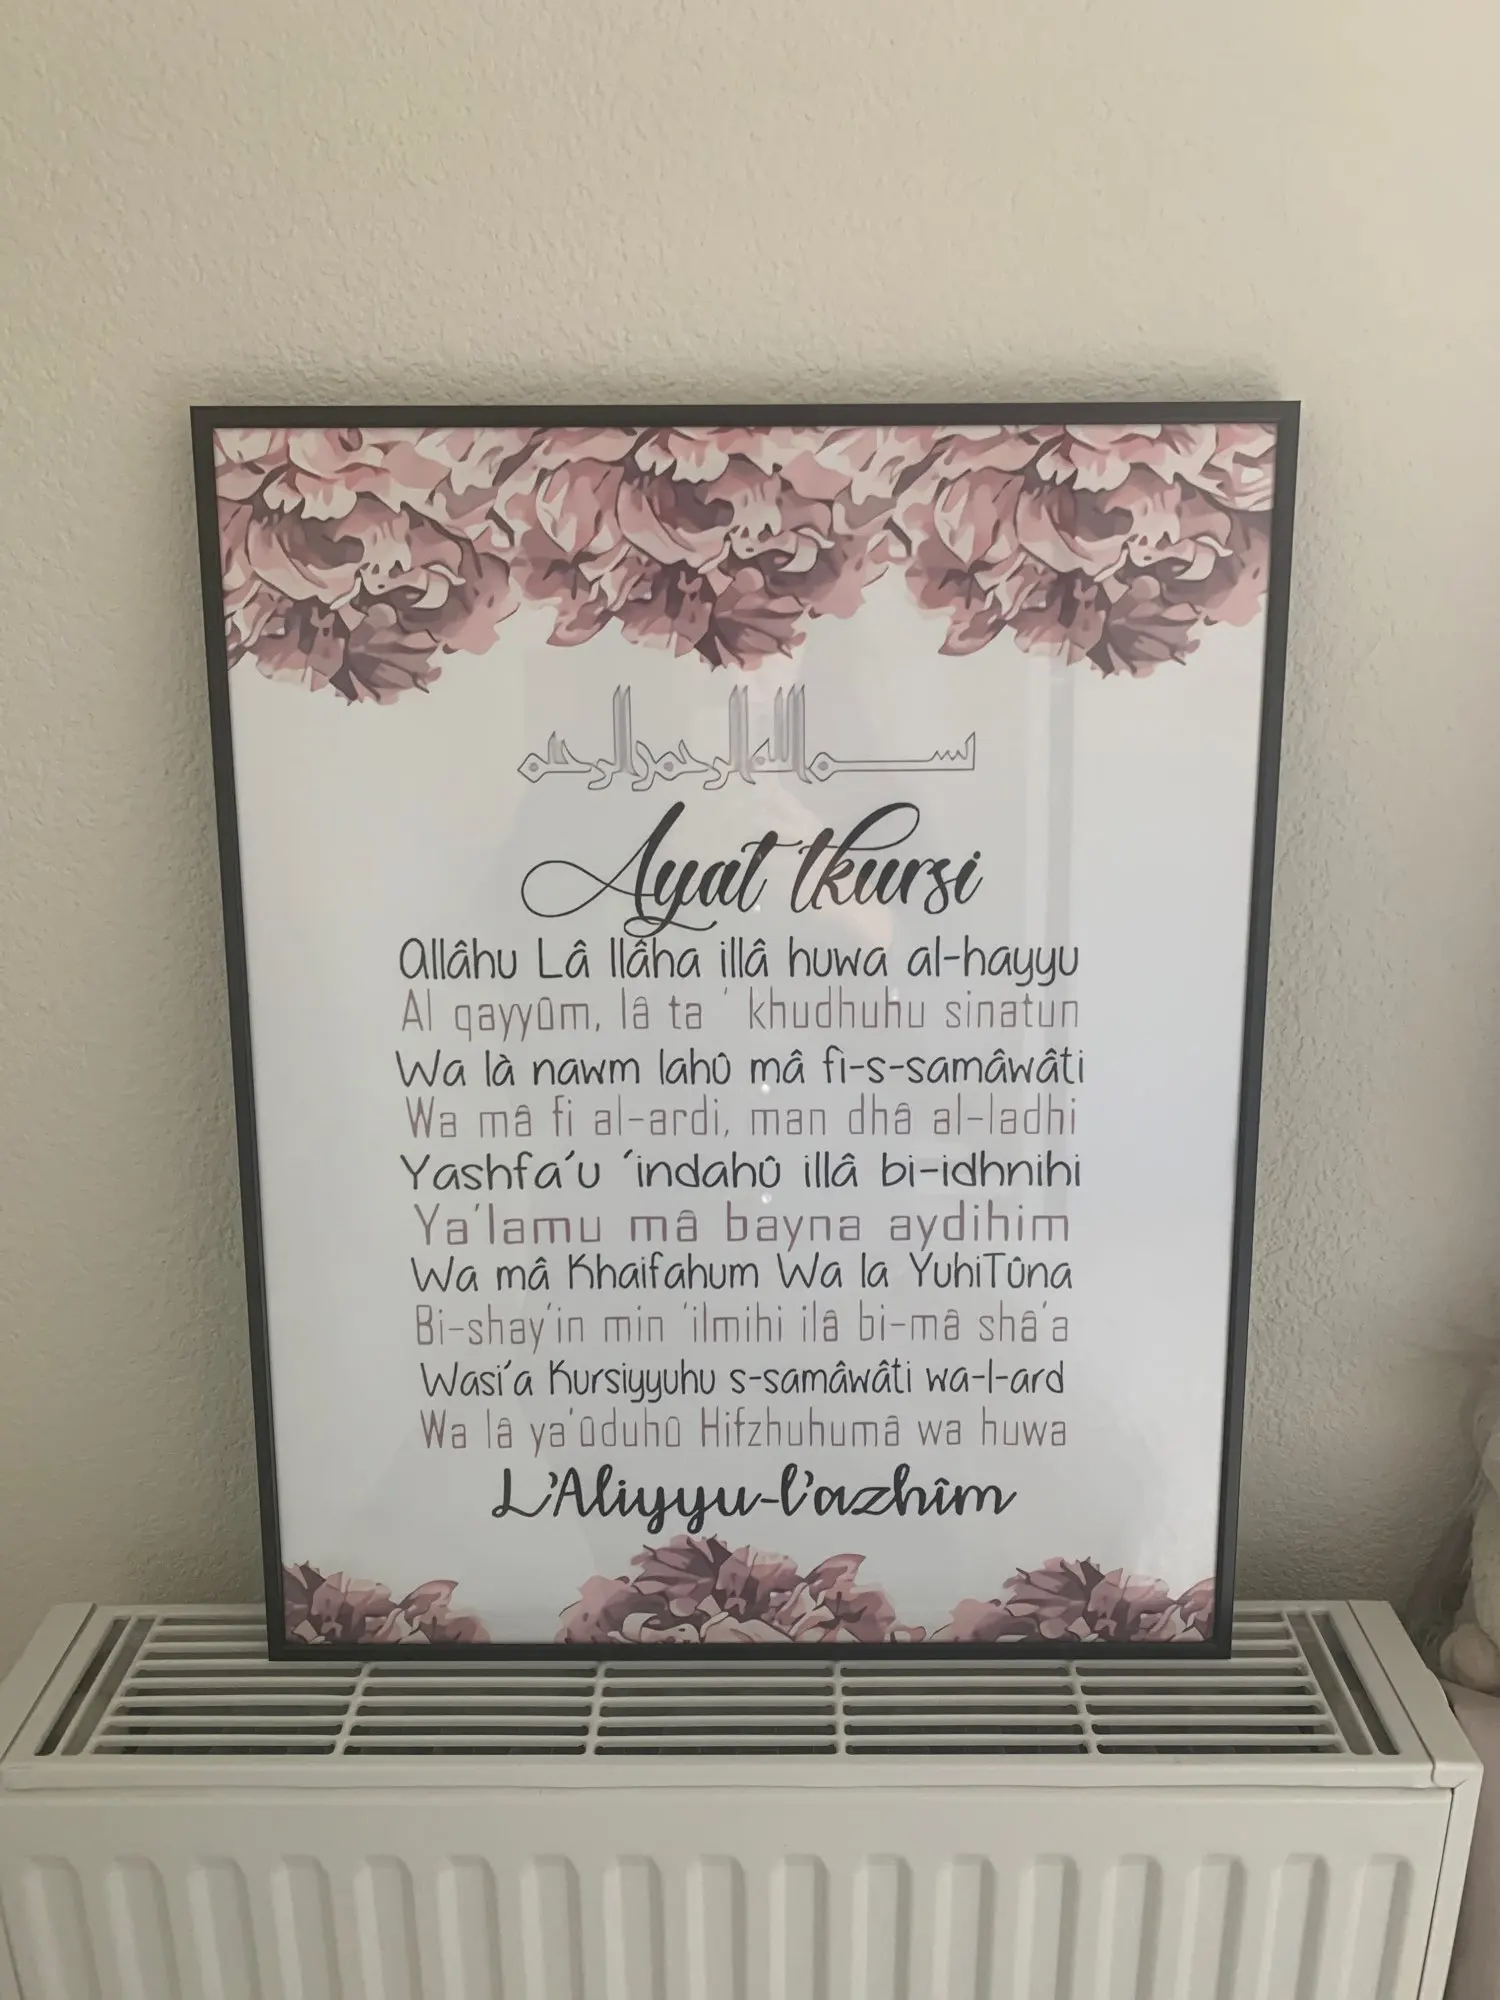 بسم الله الرحمن الرحيم
Ayat tkursi
Allâhu Lâ Ilâha illâ huwa al-hayyu
Al qayyûm, lâ ta ' khudhuhu sinatun
Wa là nawm lahû mâ fì-s-samâwâti
Wa mâ fi al-ardi, man dhâ al-ladhi
Yashfa'u 'indahû illâ bi-idhnihi
Ya'lamu mâ bayna aydihim
Wa mâ Khaifahum Wa la YuhiTûna
Bi-shay'in min 'ilmihi ilâ bi-mâ shâ'a
Wasi'a Kursiyyuhu s-samâwâti wa-l-ard
Wa lâ ya'ûduhû Hifzhuhumâ wa huwa
L'Aliyyu-l'azhîm